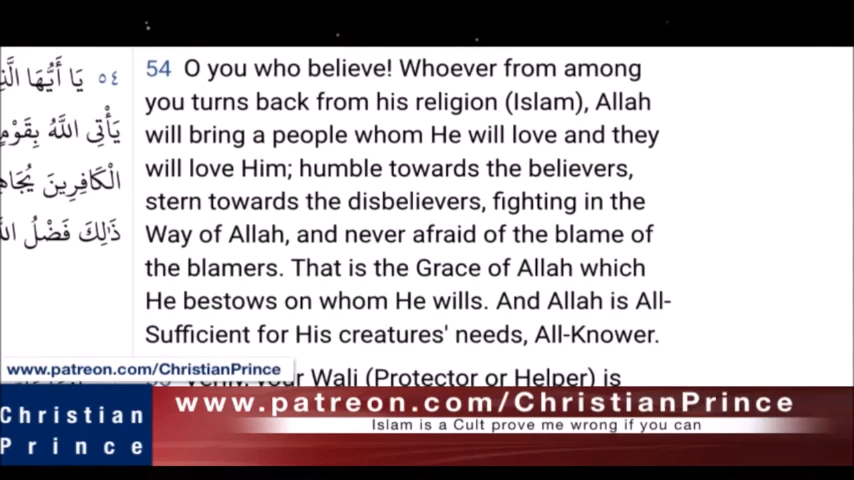 54 O you who believe! Whoever from among
you turns back from his religion (Islam), Allah
will bring a people whom He will love and they
will love Him; humble towards the believers,
stern towards the disbelievers, fighting in the
Way of Allah, and never afraid of the blame of
the blamers. That is the Grace of Allah which
He bestows on whom He wills. And Allah is All-
Sufficient for His creatures' needs, All-Knower.
your Wali (Protector or Helper) is
٥٤ يَا أَيُّهَا
يَأْتِي اللَّهُ بِقَوْمٍ
الْكَافِرِينَ
ذَٰلِكَ فَضْلُ
www.patreon.com/ChristianPrince
Christian
Prince
www.patreon.com/ChristianPrince
Islam is a Cult prove me wrong if you can